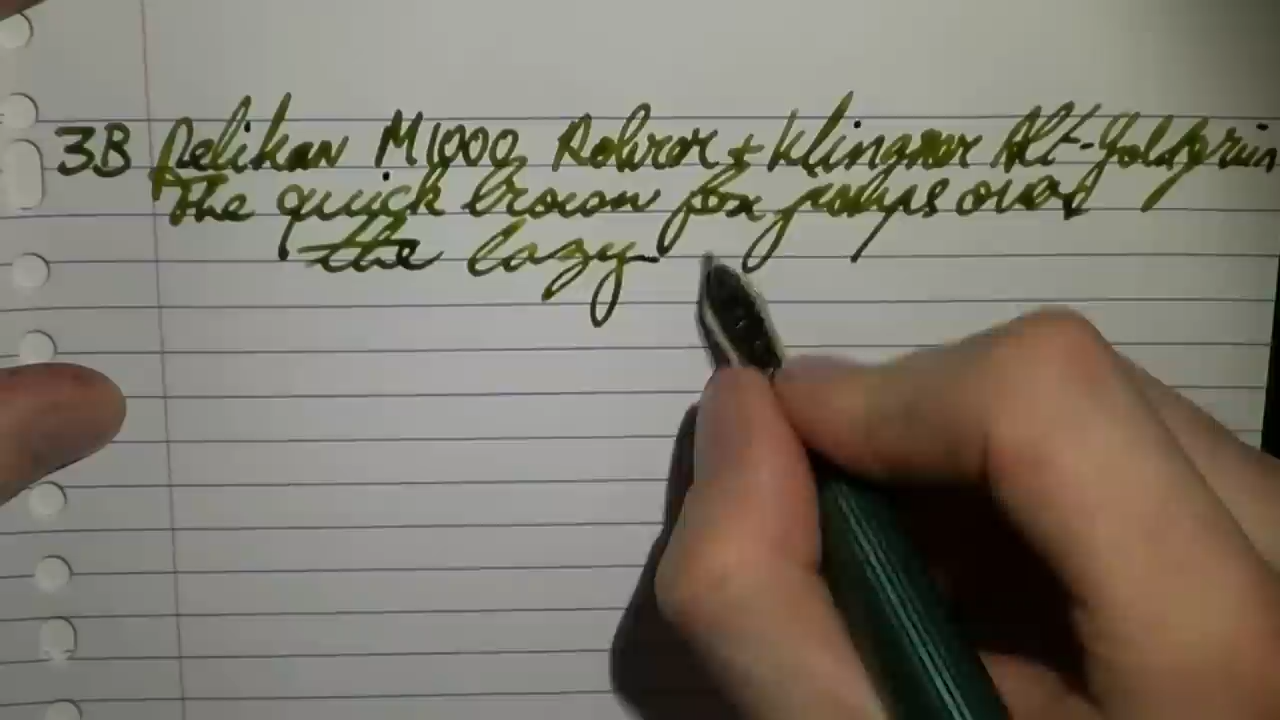 3B Pelikan M1000, Rohrer + Klingner Alt-Goldgrün
The quick brown fox jumps over
the lazy